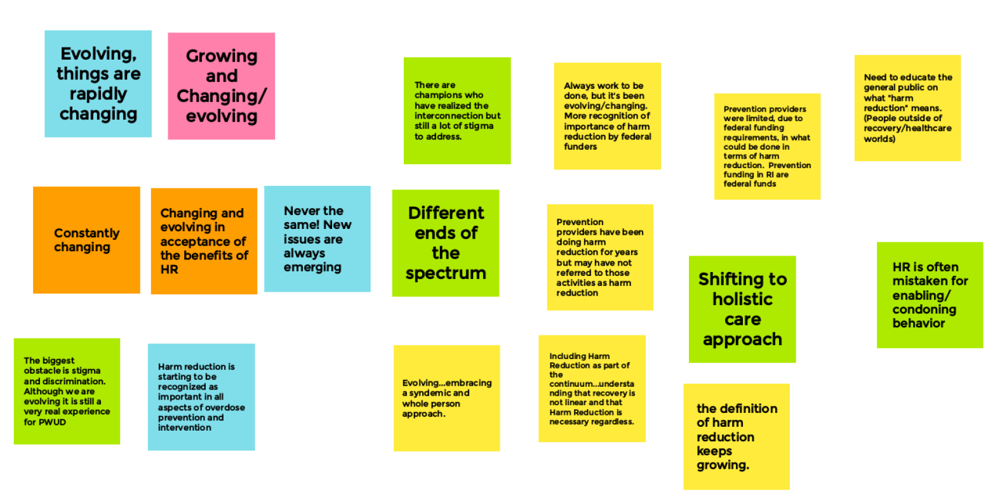 Evolving,
things are
rapidly
changing
Growing
and
Changing/
evolving
There are
champions who
have realized the
interconnection but
still a lot of stigma
to address.
Always work to be
done, but it's been
evolving/changing.
More recognition of
importance of harm
reduction by federal
funders
Prevention providers
were limited, due to
federal funding
requirements, in what
could be done in
terms of harm
reduction. Prevention
funding in RI are
federal funds
Need to educate the
general public on
what "harm
reduction" means.
(People outside of
recovery/healthcare
worlds)
Constantly
changing
Changing and
evolving in
acceptance of
the benefits of
HR
Never the
same! New
issues are
always
emerging
Different
ends of
the
spectrum
Prevention
providers have been
doing harm
reduction for years
but may have not
referred to those
activities as harm
reduction
Shifting to
holistic
care
approach
HR is often
mistaken for
enabling/
condoning
behavior
The biggest
obstacle is stigma
and discrimination.
Although we are
evolving it is still a
very real experience
for PWUD
Harm reduction is
starting to be
recognized as
important in all
aspects of overdose
prevention and
intervention
Evolving...embracing
a syndemic and
whole person
approach.
Including Harm
Reduction as part of
the
continuum...understa
nding that recovery is
not linear and that
Harm Reduction is
necessary regardless.
the definition
of harm
reduction
keeps
growing.